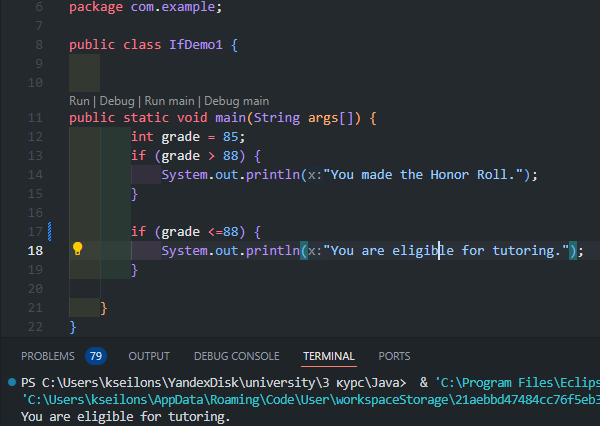 6 package com.example;
7
8 public class IfDemo1 {
9
10
Run | Debug | Run main | Debug main
11 public static void main(String args[]) {
12 int grade = 85;
13 if (grade > 88) {
14 System.out.println(x:"You made the Honor Roll.");
15 }
16
17 if (grade <=88) {
18 System.out.println(x:"You are eligible for tutoring.");
19 }
20
21 }
22 }
PROBLEMS 79 OUTPUT DEBUG CONSOLE TERMINAL PORTS
PS C:\Users\kseilons\YandexDisk\university\3 курс\Java> & 'C:\Program Files\Eclips
'C:\Users\kseilons\AppData\Roaming\Code\User\workspaceStorage\21aebbd47484cc76f5eb3
You are eligible for tutoring.